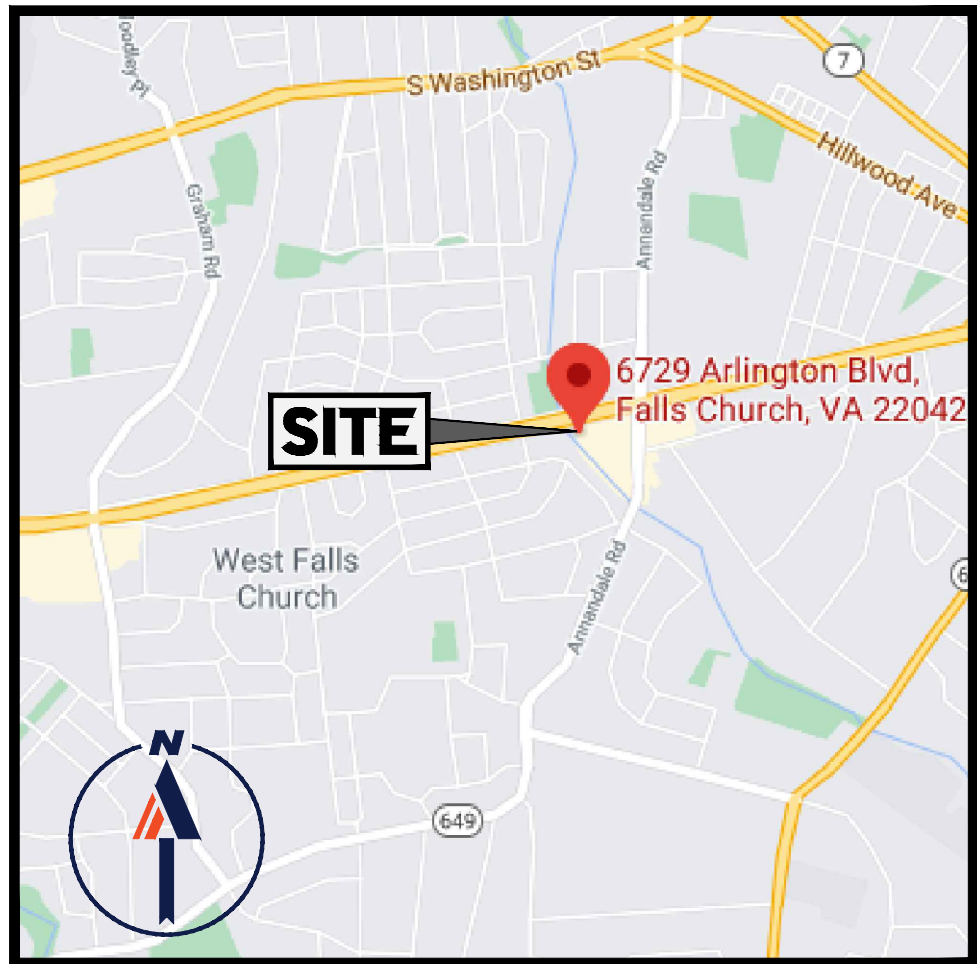 S Washington St
7
Hillwood Ave
Graham Rd
Annandale Rd
6729 Arlington Blvd,
Falls Church, VA 22042
SITE
West Falls
Church
Annandale Rd
649
N